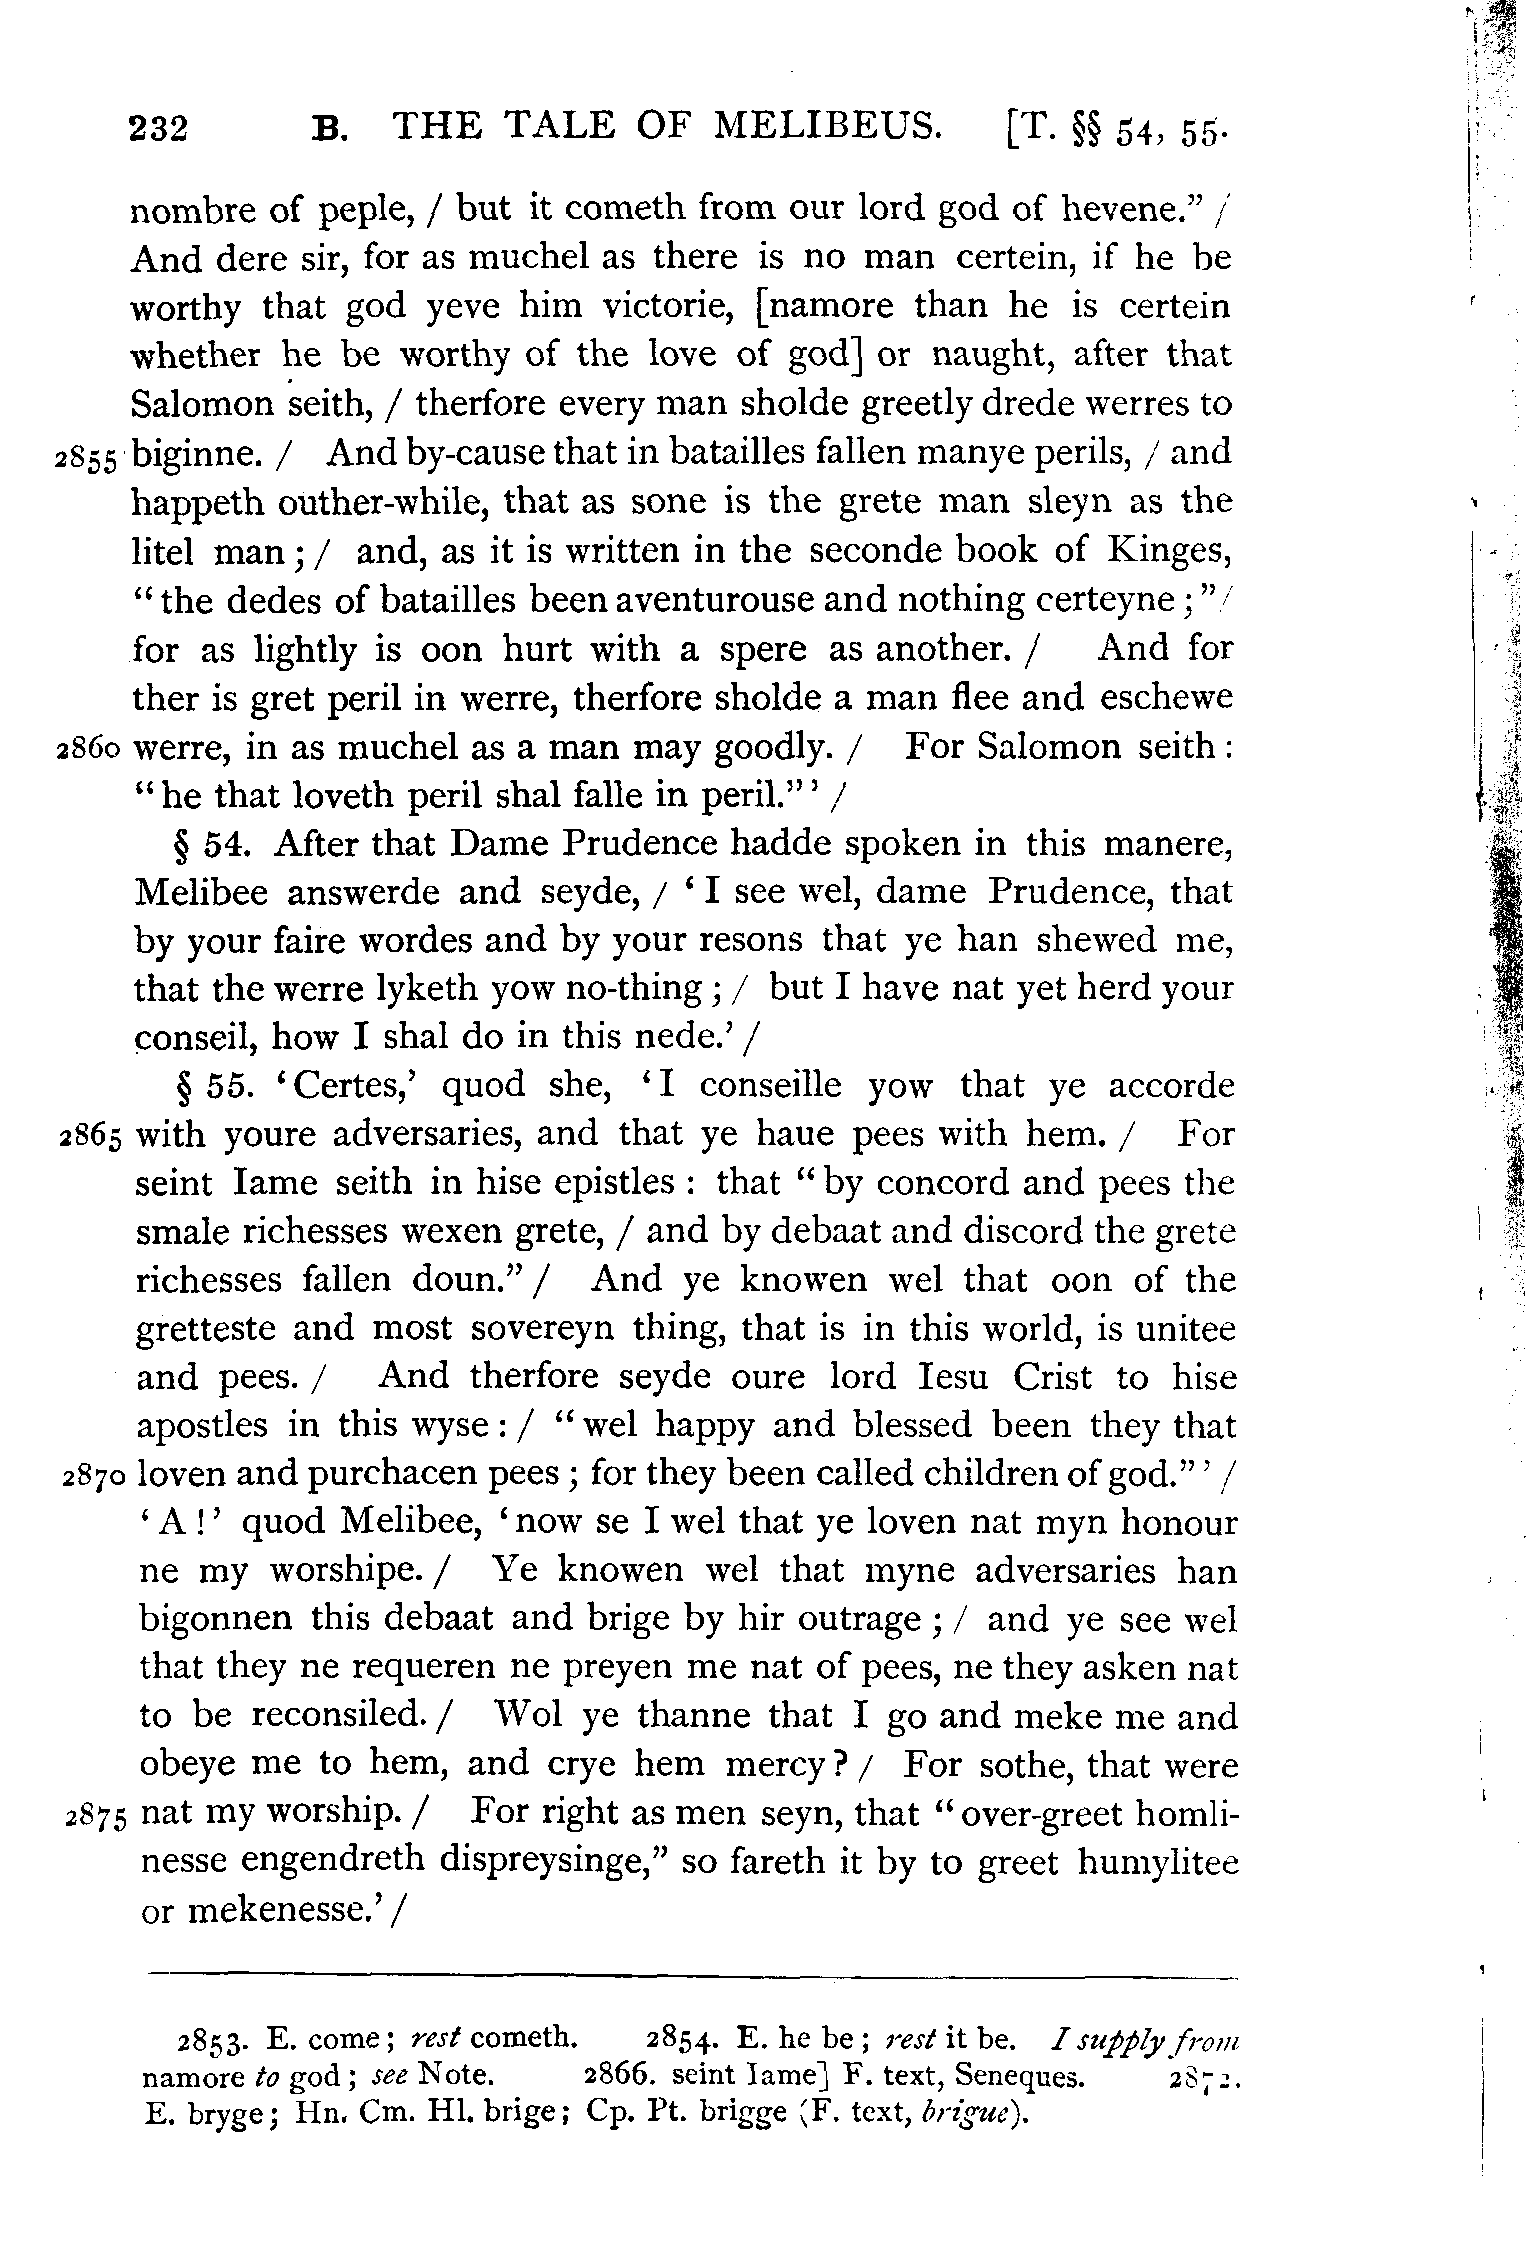 232 B. THE TALE OF MELIBEUS. [T. §§ 54, 55.
nombre of peple, / but it cometh from our lord god of hevene.” /
And dere sir, for as muchel as there is no man certein, if he be
worthy that god yeve him victorie, [namore than he is certein
whether he be worthy of the love of god] or naught, after that
Salomon seith, / therfore every man sholde greetly drede werres to
2855 biginne. / And by-cause that in batailles fallen manye perils, / and
happeth outher-while, that as sone is the grete man sleyn as the
litel man ; / and, as it is written in the seconde book of Kinges,
“ the dedes of batailles been aventurouse and nothing certeyne ; ” /
for as lightly is oon hurt with a spere as another. / And for
ther is gret peril in werre, therfore sholde a man flee and eschewe
2860 werre, in as muchel as a man may goodly. / For Salomon seith :
“ he that loveth peril shal falle in peril.” ’ /
§ 54. After that Dame Prudence hadde spoken in this manere,
Melibee answerde and seyde, / ‘ I see wel, dame Prudence, that
by your faire wordes and by your resons that ye han shewed me,
that the werre lyketh yow no-thing ; / but I have nat yet herd your
conseil, how I shal do in this nede.’ /
§ 55. ‘ Certes,’ quod she, ‘ I conseille yow that ye accorde
2865 with youre adversaries, and that ye haue pees with hem. / For
seint Iame seith in hise epistles : that “ by concord and pees the
smale richesses wexen grete, / and by debaat and discord the grete
richesses fallen doun.” / And ye knowen wel that oon of the
gretteste and most sovereyn thing, that is in this world, is unitee
and pees. / And therfore seyde oure lord Iesu Crist to hise
apostles in this wyse : / “ wel happy and blessed been they that
2870 loven and purchacen pees ; for they been called children of god.” ’ /
‘ A ! ’ quod Melibee, ‘ now se I wel that ye loven nat myn honour
ne my worshipe. / Ye knowen wel that myne adversaries han
bigonnen this debaat and brige by hir outrage ; / and ye see wel
that they ne requeren ne preyen me nat of pees, ne they asken nat
to be reconsiled. / Wol ye thanne that I go and meke me and
obeye me to hem, and crye hem mercy ? / For sothe, that were
2875 nat my worship. / For right as men seyn, that “ over-greet homli-
nesse engendreth dispreysinge,” so fareth it by to greet humylitee
or mekenesse.’ /
2853. E. come ; rest cometh. 2854. E. he be ; rest it be. I supply from
namore to god ; see Note. 2866. seint Iame] F. text, Seneques. 2872.
E. bryge ; Hn. Cm. Hl. brige ; Cp. Pt. brigge (F. text, brigue).